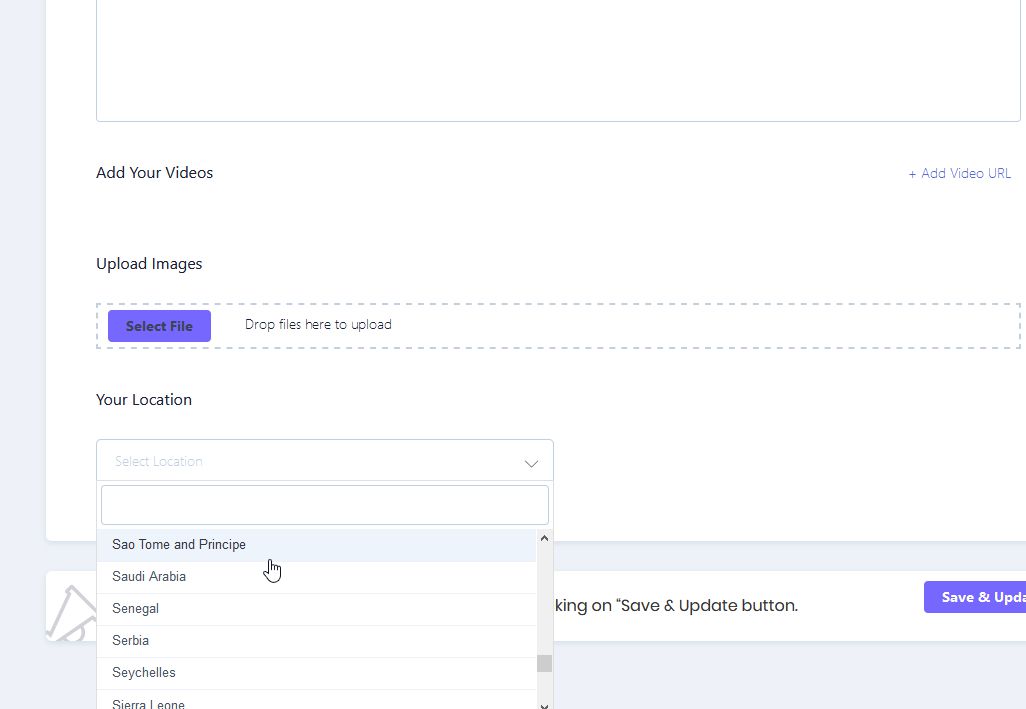 Add Your Videos
+ Add Video URL
Upload Images
Select File
Drop files here to upload
Your Location
Select Location
Sao Tome and Principe
Saudi Arabia
Senegal
Serbia
Seychelles
Sierra Leone
king on “Save & Update button.
Save & Upda